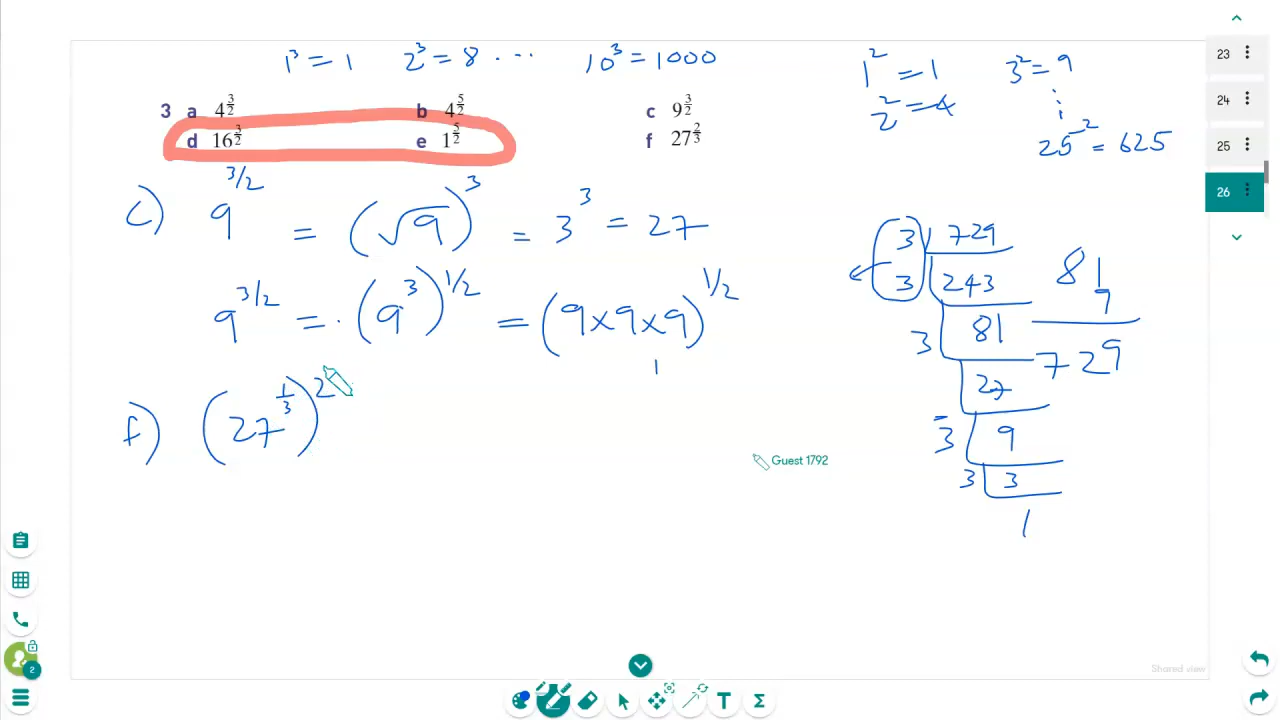 1³ = 1 2³ = 8 ... 10³ = 1000
1² = 1 3² = 9
2² = 4
25² = 625
3 a 4^(3/2) b 4^(5/2) c 9^(3/2)
d 16^(3/2) e 1^(5/2) f 27^(2/3)
c) 9^(3/2) = (√9)³ = 3³ = 27
9^(3/2) = . (9³)^(1/2) = (9×9×9)^(1/2)
1
f) (27^(1/3))²
3 729
3 243
3 81
27
3 9
3 3
1
81
9
729
Guest 1792
23
24
25
26
2
Shared view
T Σ